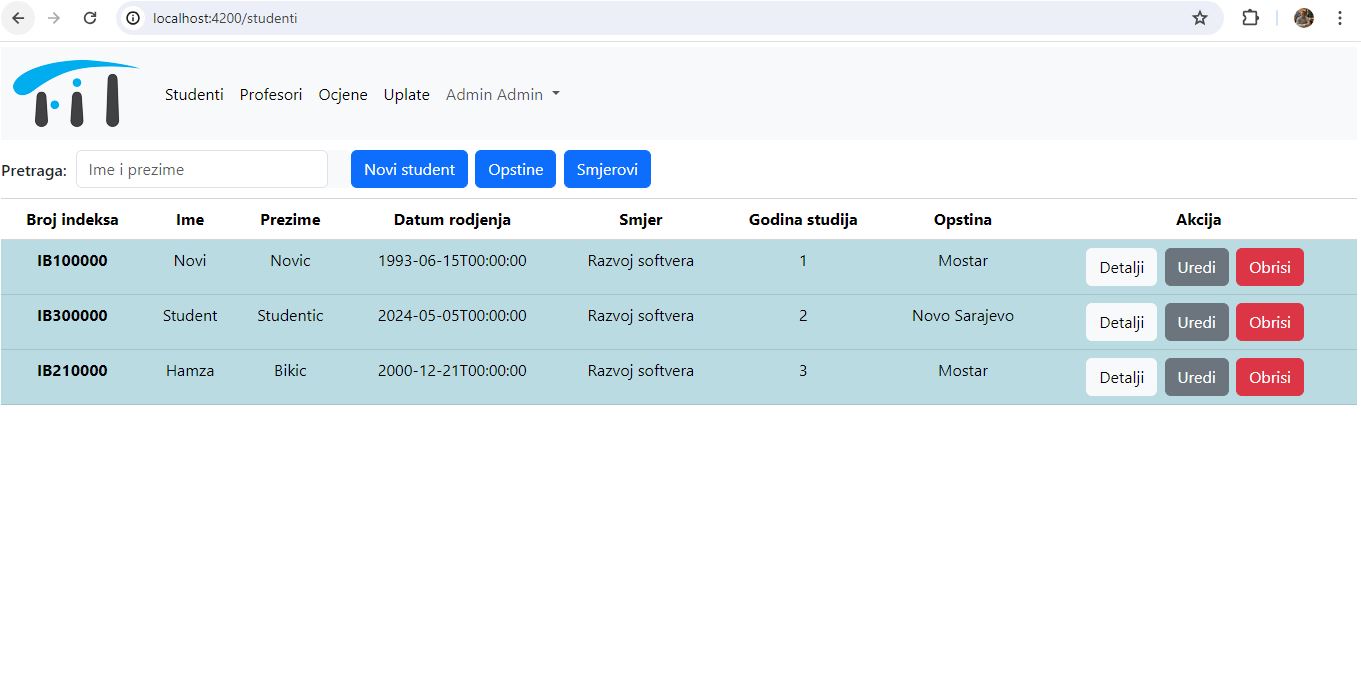 localhost:4200/studenti
FIT Studenti Profesori Ocjene Uplate Admin Admin
Pretraga: Ime i prezime Novi student Opstine Smjerovi
Broj indeksa Ime Prezime Datum rodjenja Smjer Godina studija Opstina Akcija
IB100000 Novi Novic 1993-06-15T00:00:00 Razvoj softvera 1 Mostar Detalji Uredi Obrisi
IB300000 Student Studentic 2024-05-05T00:00:00 Razvoj softvera 2 Novo Sarajevo Detalji Uredi Obrisi
IB210000 Hamza Bikic 2000-12-21T00:00:00 Razvoj softvera 3 Mostar Detalji Uredi Obrisi